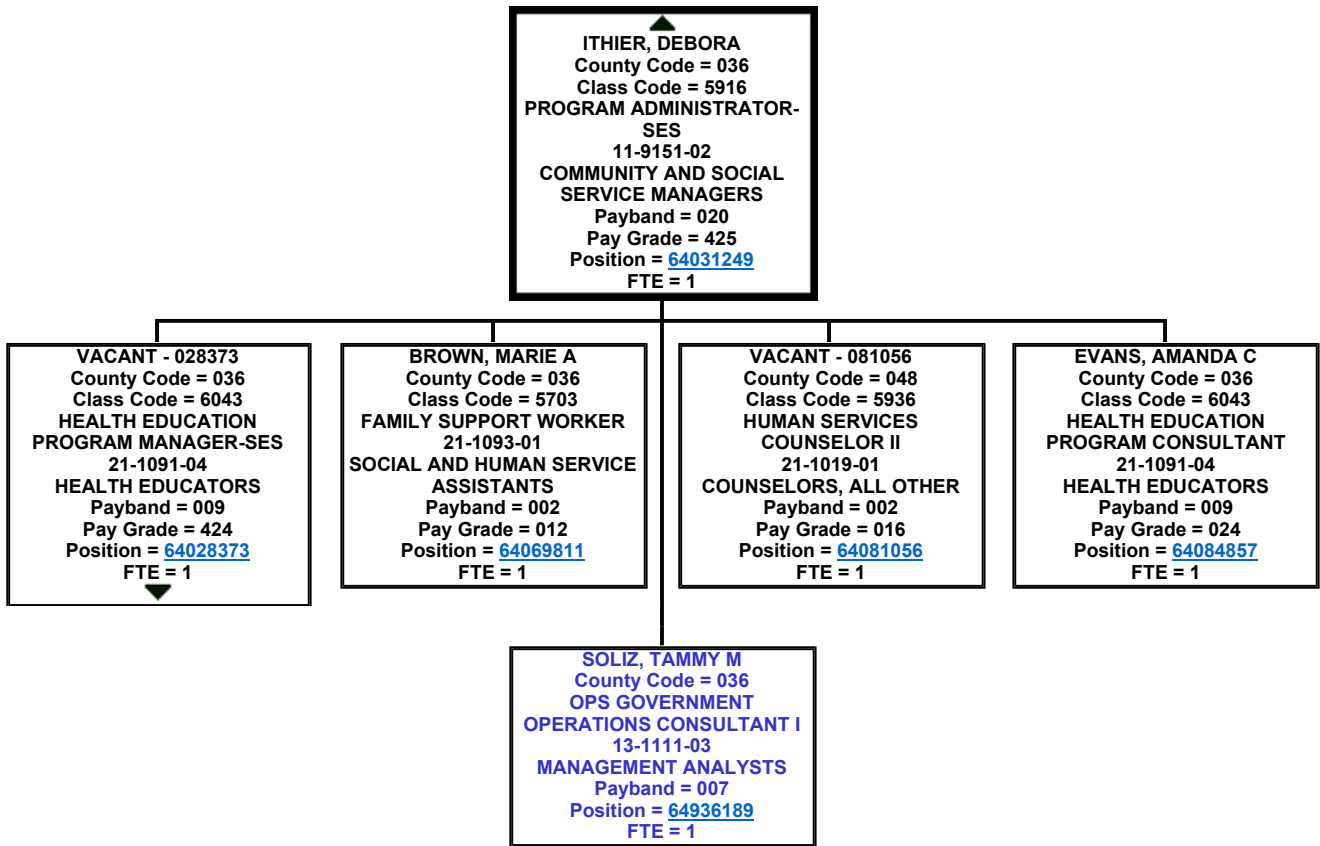 ITHIER, DEBORA
County Code = 036
Class Code = 5916
PROGRAM ADMINISTRATOR-
SES
11-9151-02
COMMUNITY AND SOCIAL
SERVICE MANAGERS
Payband = 020
Pay Grade = 425
Position = 64031249
FTE = 1
VACANT - 028373
County Code = 036
Class Code = 6043
HEALTH EDUCATION
PROGRAM MANAGER-SES
21-1091-04
HEALTH EDUCATORS
Payband = 009
Pay Grade = 424
Position = 64028373
FTE = 1
BROWN, MARIE A
County Code = 036
Class Code = 5703
FAMILY SUPPORT WORKER
21-1093-01
SOCIAL AND HUMAN SERVICE
ASSISTANTS
Payband = 002
Pay Grade = 012
Position = 64069811
FTE = 1
VACANT - 081056
County Code = 048
Class Code = 5936
HUMAN SERVICES
COUNSELOR II
21-1019-01
COUNSELORS, ALL OTHER
Payband = 002
Pay Grade = 016
Position = 64081056
FTE = 1
EVANS, AMANDA C
County Code = 036
Class Code = 6043
HEALTH EDUCATION
PROGRAM CONSULTANT
21-1091-04
HEALTH EDUCATORS
Payband = 009
Pay Grade = 024
Position = 64084857
FTE = 1
SOLIZ, TAMMY M
County Code = 036
OPS GOVERNMENT
OPERATIONS CONSULTANT I
13-1111-03
MANAGEMENT ANALYSTS
Payband = 007
Position = 64936189
FTE = 1